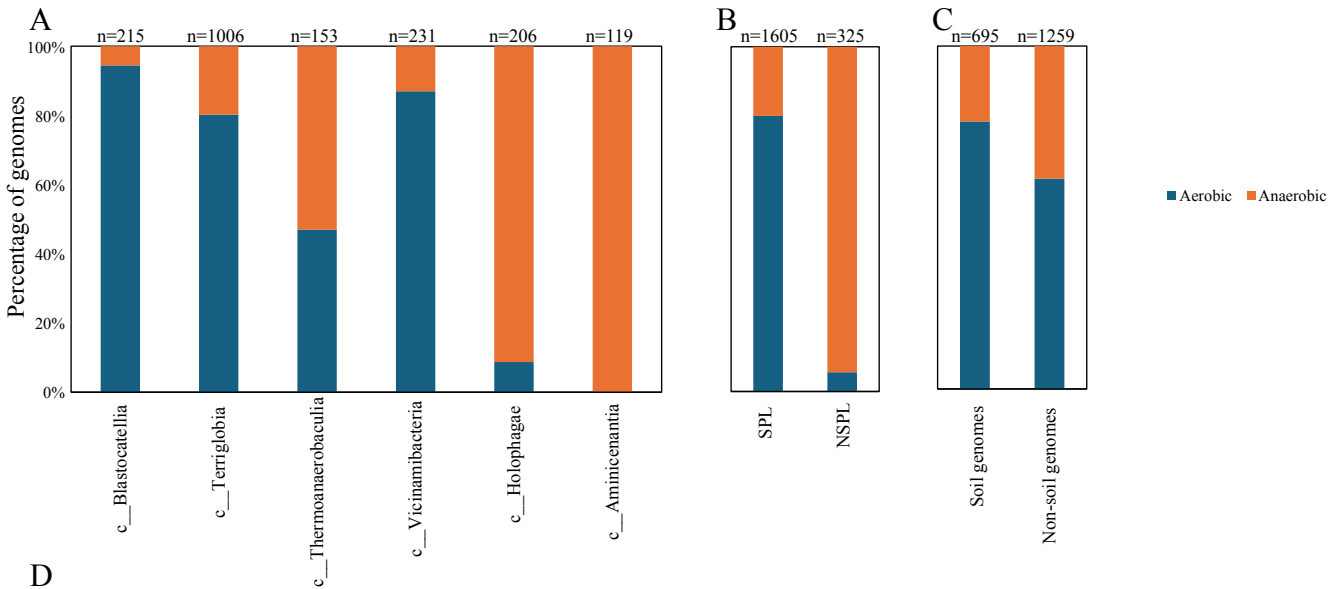 A
B
C
n=215
n=1006
n=153
n=231
n=206
n=119
n=1605
n=325
n=695
n=1259
100%
80%
60%
40%
20%
0%
Percentage of genomes
c__Blastocatellia
c__Terriglobia
c__Thermoanaerobaculia
c__Vicinamibacteria
c__Holophagae
c__Aminicenantia
SPL
NSPL
Soil genomes
Non-soil genomes
Aerobic
Anaerobic
D